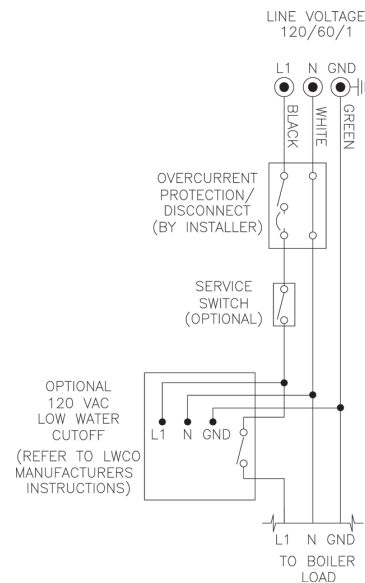 LINE VOLTAGE
120/60/1
L1 N GND
BLACK
WHITE
GREEN
OVERCURRENT
PROTECTION/
DISCONNECT
(BY INSTALLER)
SERVICE
SWITCH
(OPTIONAL)
OPTIONAL
120 VAC
LOW WATER
CUTOFF
(REFER TO LWCO
MANUFACTURERS
INSTRUCTIONS)
L1 N GND
L1 N GND
TO BOILER
LOAD